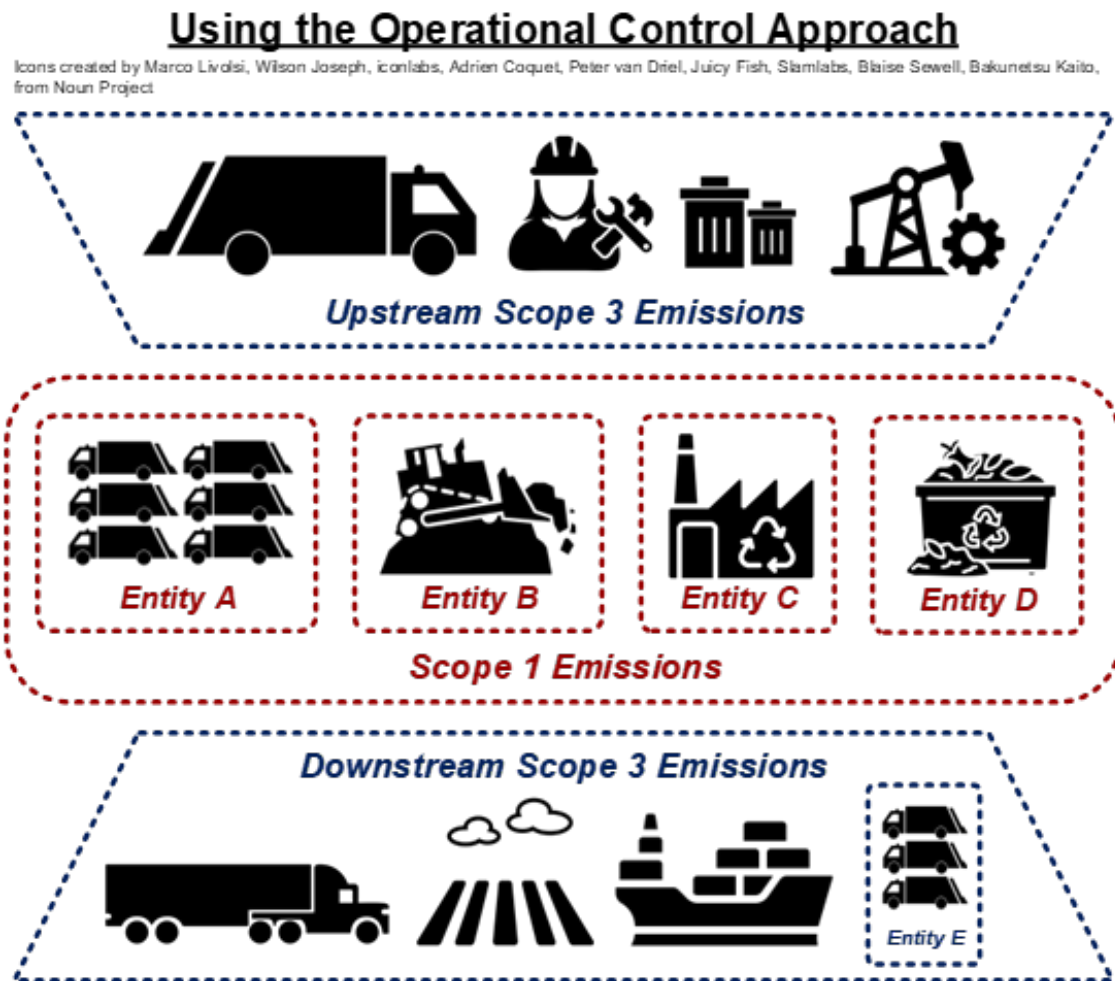 Using the Operational Control Approach
Icons created by Marco Livolsi, Wilson Joseph, iconlabs, Adrien Coquet, Peter van Driel, Juicy Fish, Slamlabs, Blaise Sewell, Bakunetsu Kaito,
from Noun Project
Upstream Scope 3 Emissions
Entity A
Entity B
Entity C
Entity D
Scope 1 Emissions
Downstream Scope 3 Emissions
Entity E